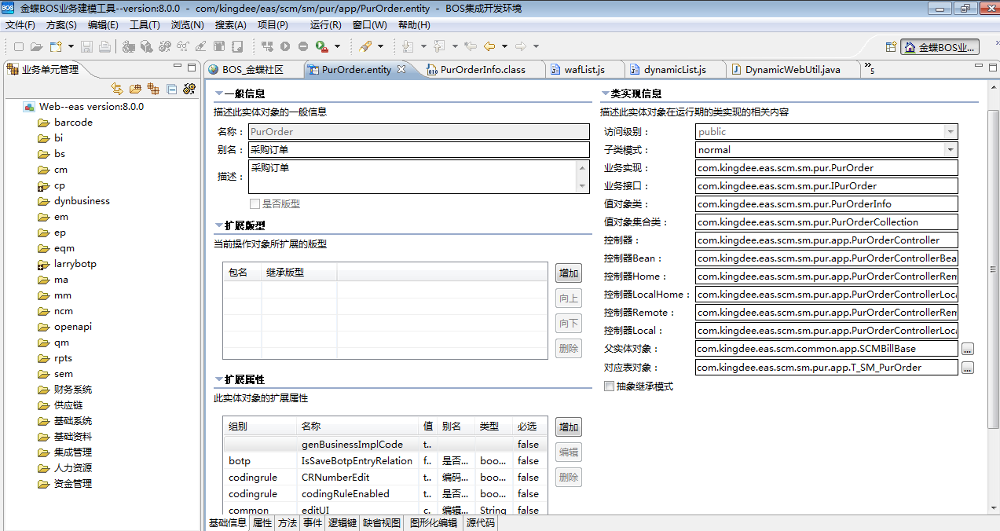 金蝶BOS业务建模工具--version:8.0.0 - com/kingdee/eas/scm/sm/pur/app/PurOrder.entity - BOS集成开发环境
文件(F) 方案(S) 编辑(E) 工具(T) 浏览(N) 搜索(A) 项目(P) 运行(R) 窗口(W) 帮助(H)
金蝶BOS业...
业务单元管理
Web--eas version:8.0.0
barcode
bi
bs
cm
cp
dynbusiness
em
ep
eqm
larrybotp
ma
mm
ncm
openapi
qm
rpts
sem
财务系统
供应链
基础系统
基础资料
集成管理
人力资源
资金管理
BOS_金蝶社区 PurOrder.entity PurOrderInfo.class wafList.js dynamicList.js DynamicWebUtil.java »5
一般信息
描述此实体对象的一般信息
名称： PurOrder
别名： 采购订单
描述： 采购订单
是否版型
扩展版型
当前操作对象所扩展的版型
包名 继承版型
增加
向上
向下
删除
扩展属性
此实体对象的扩展属性
组别 名称 值 别名 类型 必选
genBusinessImplCode t.. false
botp IsSaveBotpEntryRelation f... 是否... boo... false
codingrule CRNumberEdit t.. 编码... boo... false
codingrule codingRuleEnabled t.. 是否... boo... false
common editUI c. 编辑... String false
增加
编辑
删除
类实现信息
描述此实体对象在运行期的类实现的相关内容
访问级别： public
子类模式： normal
业务实现： com.kingdee.eas.scm.sm.pur.PurOrder
业务接口： com.kingdee.eas.scm.sm.pur.IPurOrder
值对象类： com.kingdee.eas.scm.sm.pur.PurOrderInfo
值对象集合类： com.kingdee.eas.scm.sm.pur.PurOrderCollection
控制器： com.kingdee.eas.scm.sm.pur.app.PurOrderController
控制器Bean： com.kingdee.eas.scm.sm.pur.app.PurOrderControllerBea
控制器Home： com.kingdee.eas.scm.sm.pur.app.PurOrderControllerRem
控制器LocalHome： com.kingdee.eas.scm.sm.pur.app.PurOrderControllerLoca
控制器Remote： com.kingdee.eas.scm.sm.pur.app.PurOrderControllerRem
控制器Local： com.kingdee.eas.scm.sm.pur.app.PurOrderControllerLoca
父实体对象： com.kingdee.eas.scm.common.app.SCMBillBase ...
对应表对象： com.kingdee.eas.scm.sm.pur.app.T_SM_PurOrder ...
抽象继承模式
基础信息 属性 方法 事件 逻辑键 缺省视图 图形化编辑 源代码